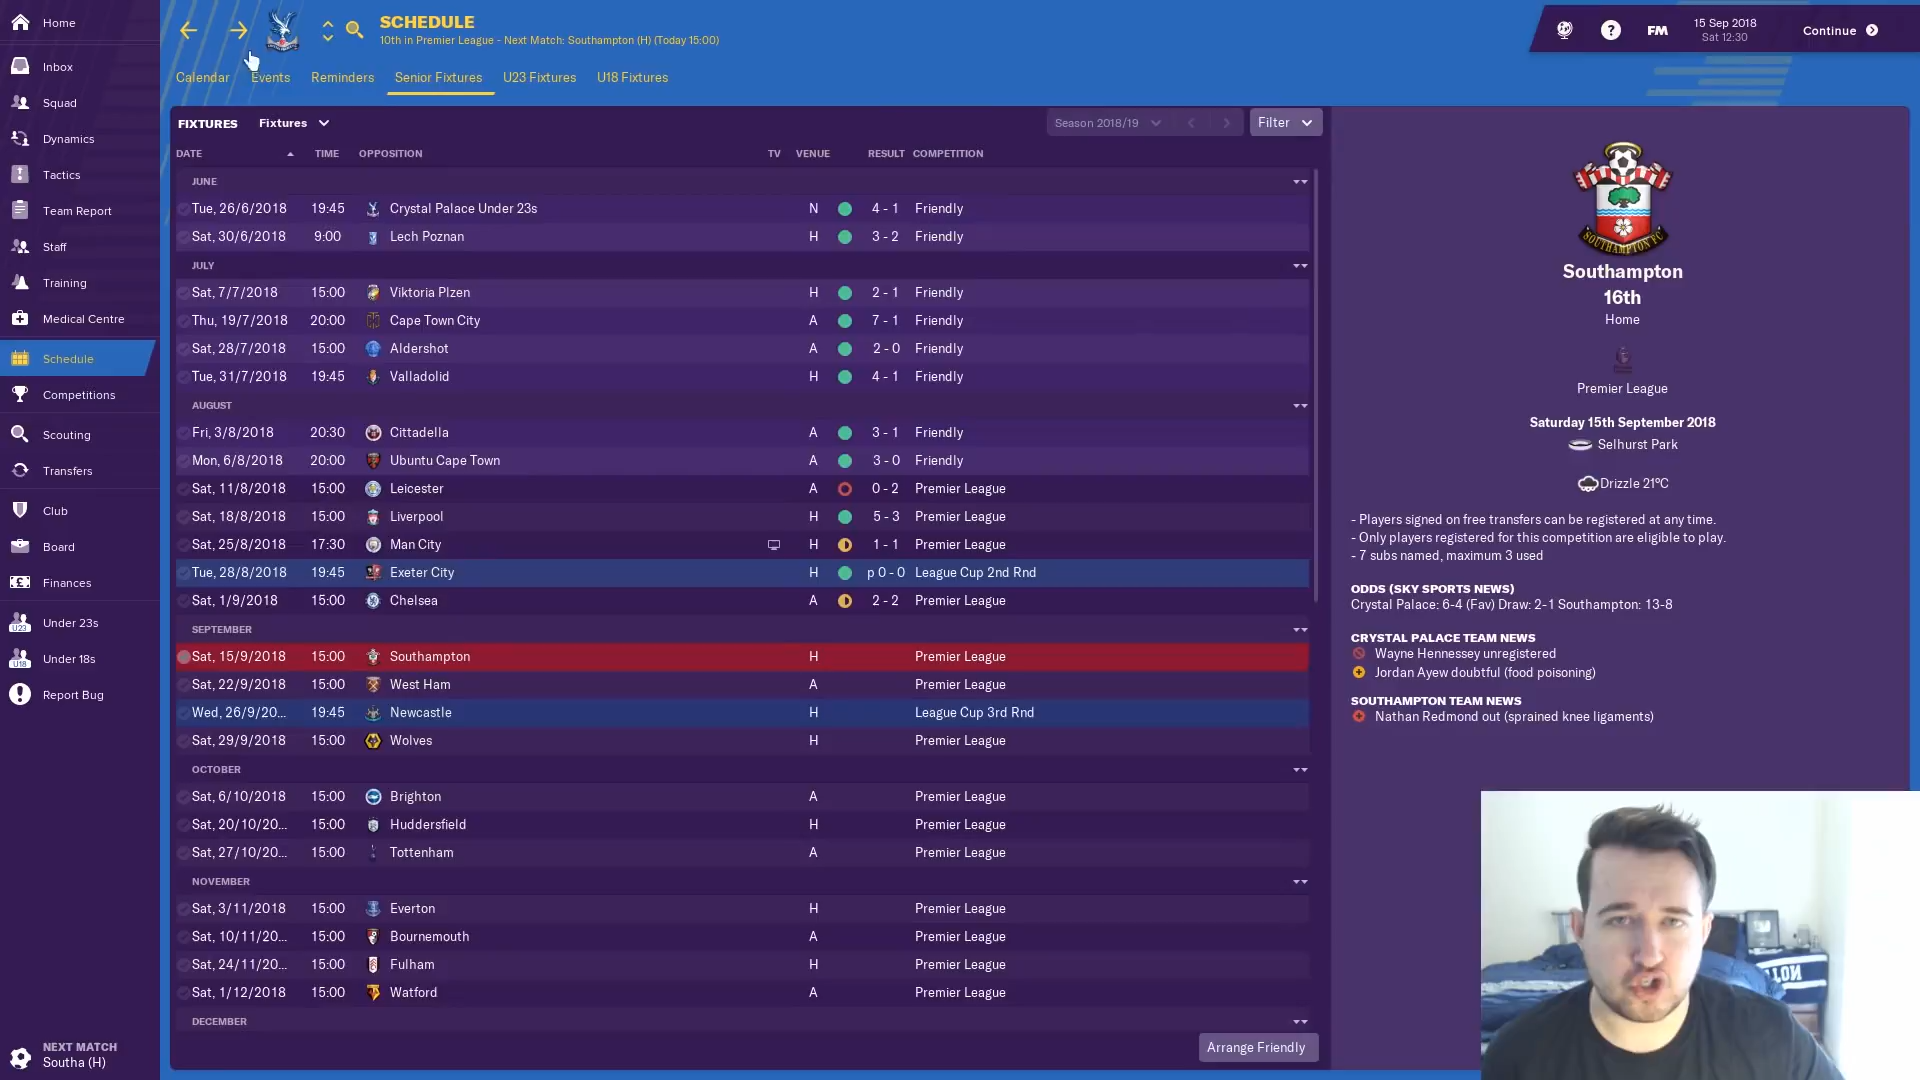 Home
Inbox
Squad
Dynamics
Tactics
Team Report
Staff
Training
Medical Centre
Schedule
Competitions
Scouting
Transfers
Club
Board
Finances
U23 Under 23s
U18 Under 18s
Report Bug
NEXT MATCH
Southa (H)
SCHEDULE
10th in Premier League - Next Match: Southampton (H) (Today 15:00)
FM
15 Sep 2018
Sat 12:30
Continue
Calendar Events Reminders Senior Fixtures U23 Fixtures U18 Fixtures
FIXTURES Fixtures Season 2018/19 Filter
DATE TIME OPPOSITION TV VENUE RESULT COMPETITION
JUNE
Tue, 26/6/2018 19:45 Crystal Palace Under 23s N 4 - 1 Friendly
Sat, 30/6/2018 9:00 Lech Poznan H 3 - 2 Friendly
JULY
Sat, 7/7/2018 15:00 Viktoria Plzen H 2 - 1 Friendly
Thu, 19/7/2018 20:00 Cape Town City A 7 - 1 Friendly
Sat, 28/7/2018 15:00 Aldershot A 2 - 0 Friendly
Tue, 31/7/2018 19:45 Valladolid H 4 - 1 Friendly
AUGUST
Fri, 3/8/2018 20:30 Cittadella A 3 - 1 Friendly
Mon, 6/8/2018 20:00 Ubuntu Cape Town A 3 - 0 Friendly
Sat, 11/8/2018 15:00 Leicester A 0 - 2 Premier League
Sat, 18/8/2018 15:00 Liverpool H 5 - 3 Premier League
Sat, 25/8/2018 17:30 Man City H 1 - 1 Premier League
Tue, 28/8/2018 19:45 Exeter City H p 0 - 0 League Cup 2nd Rnd
Sat, 1/9/2018 15:00 Chelsea A 2 - 2 Premier League
SEPTEMBER
Sat, 15/9/2018 15:00 Southampton H Premier League
Sat, 22/9/2018 15:00 West Ham A Premier League
Wed, 26/9/20... 19:45 Newcastle H League Cup 3rd Rnd
Sat, 29/9/2018 15:00 Wolves H Premier League
OCTOBER
Sat, 6/10/2018 15:00 Brighton A Premier League
Sat, 20/10/20... 15:00 Huddersfield H Premier League
Sat, 27/10/20... 15:00 Tottenham A Premier League
NOVEMBER
Sat, 3/11/2018 15:00 Everton H Premier League
Sat, 10/11/20... 15:00 Bournemouth A Premier League
Sat, 24/11/20... 15:00 Fulham H Premier League
Sat, 1/12/2018 15:00 Watford A Premier League
DECEMBER
Arrange Friendly
SOUTHAMPTON FC
Southampton
16th
Home
Premier League
Saturday 15th September 2018
Selhurst Park
Drizzle 21ºC
- Players signed on free transfers can be registered at any time.
- Only players registered for this competition are eligible to play.
- 7 subs named, maximum 3 used
ODDS (SKY SPORTS NEWS)
Crystal Palace: 6-4 (Fav) Draw: 2-1 Southampton: 13-8
CRYSTAL PALACE TEAM NEWS
Wayne Hennessey unregistered
Jordan Ayew doubtful (food poisoning)
SOUTHAMPTON TEAM NEWS
Nathan Redmond out (sprained knee ligaments)